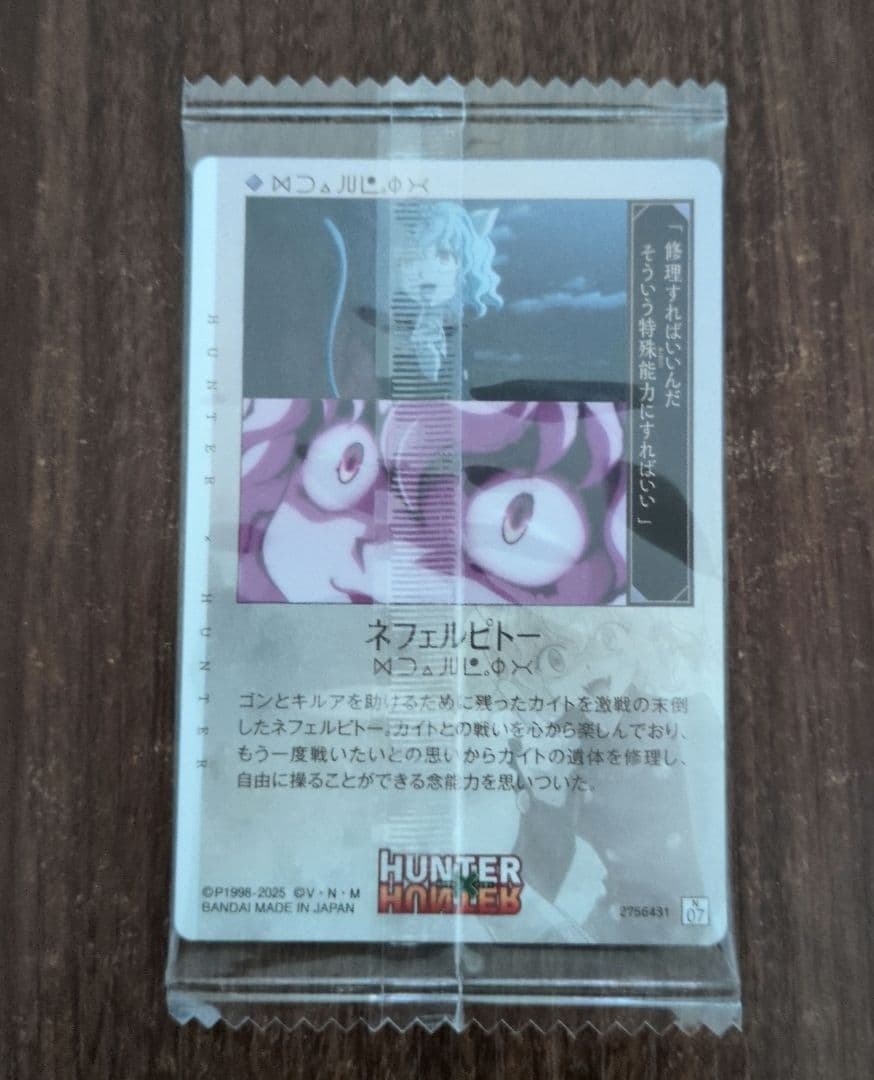 「修理すればいいんだ
そういう特殊能力にすればいい」
HUNTER × HUNTER
ネフェルピトー
ゴンとキルアを助けるために残ったカイトを激戦の末倒
したネフェルピトー。カイトとの戦いを心から楽しんでおり、
もう一度戦いたいとの思いからカイトの遺体を修理し、
自由に操ることができる念能力を思いついた。
HUNTER
HUNTER
©P1998-2025 ©V・N・M
BANDAI MADE IN JAPAN
2756431
N
07